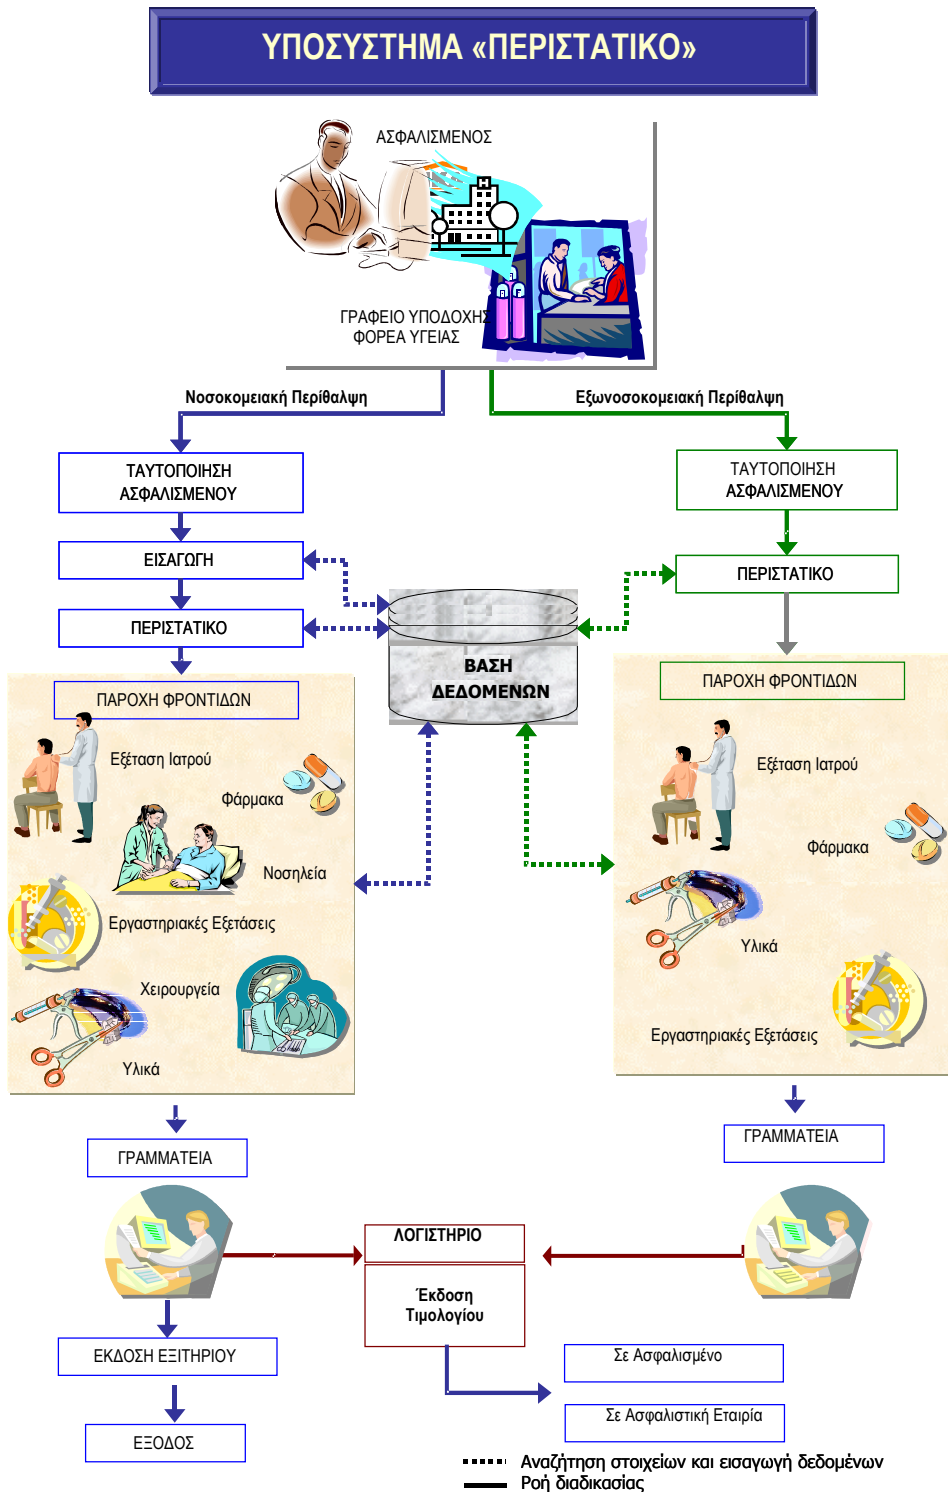 ΥΠΟΣΥΣΤΗΜΑ «ΠΕΡΙΣΤΑΤΙΚΟ»
ΑΣΦΑΛΙΣΜΕΝΟΣ
ΓΡΑΦΕΙΟ ΥΠΟΔΟΧΗΣ
ΦΟΡΕΑ ΥΓΕΙΑΣ
Νοσοκομειακή Περίθαλψη
Εξωνοσοκομειακή Περίθαλψη
ΤΑΥΤΟΠΟΙΗΣΗ
ΑΣΦΑΛΙΣΜΕΝΟΥ
ΤΑΥΤΟΠΟΙΗΣΗ
ΑΣΦΑΛΙΣΜΕΝΟΥ
ΕΙΣΑΓΩΓΗ
ΠΕΡΙΣΤΑΤΙΚΟ
ΠΕΡΙΣΤΑΤΙΚΟ
ΒΑΣΗ
ΔΕΔΟΜΕΝΩΝ
ΠΑΡΟΧΗ ΦΡΟΝΤΙΔΩΝ
Εξέταση Ιατρού
Φάρμακα
Νοσηλεία
Εργαστηριακές Εξετάσεις
Χειρουργεία
Υλικά
ΠΑΡΟΧΗ ΦΡΟΝΤΙΔΩΝ
Εξέταση Ιατρού
Φάρμακα
Υλικά
Εργαστηριακές Εξετάσεις
ΓΡΑΜΜΑΤΕΙΑ
ΓΡΑΜΜΑΤΕΙΑ
ΛΟΓΙΣΤΗΡΙΟ
Έκδοση
Τιμολογίου
ΕΚΔΟΣΗ ΕΞΙΤΗΡΙΟΥ
ΕΞΟΔΟΣ
Σε Ασφαλισμένο
Σε Ασφαλιστική Εταιρία
Αναζήτηση στοιχείων και εισαγωγή δεδομένων
Ροή διαδικασίας